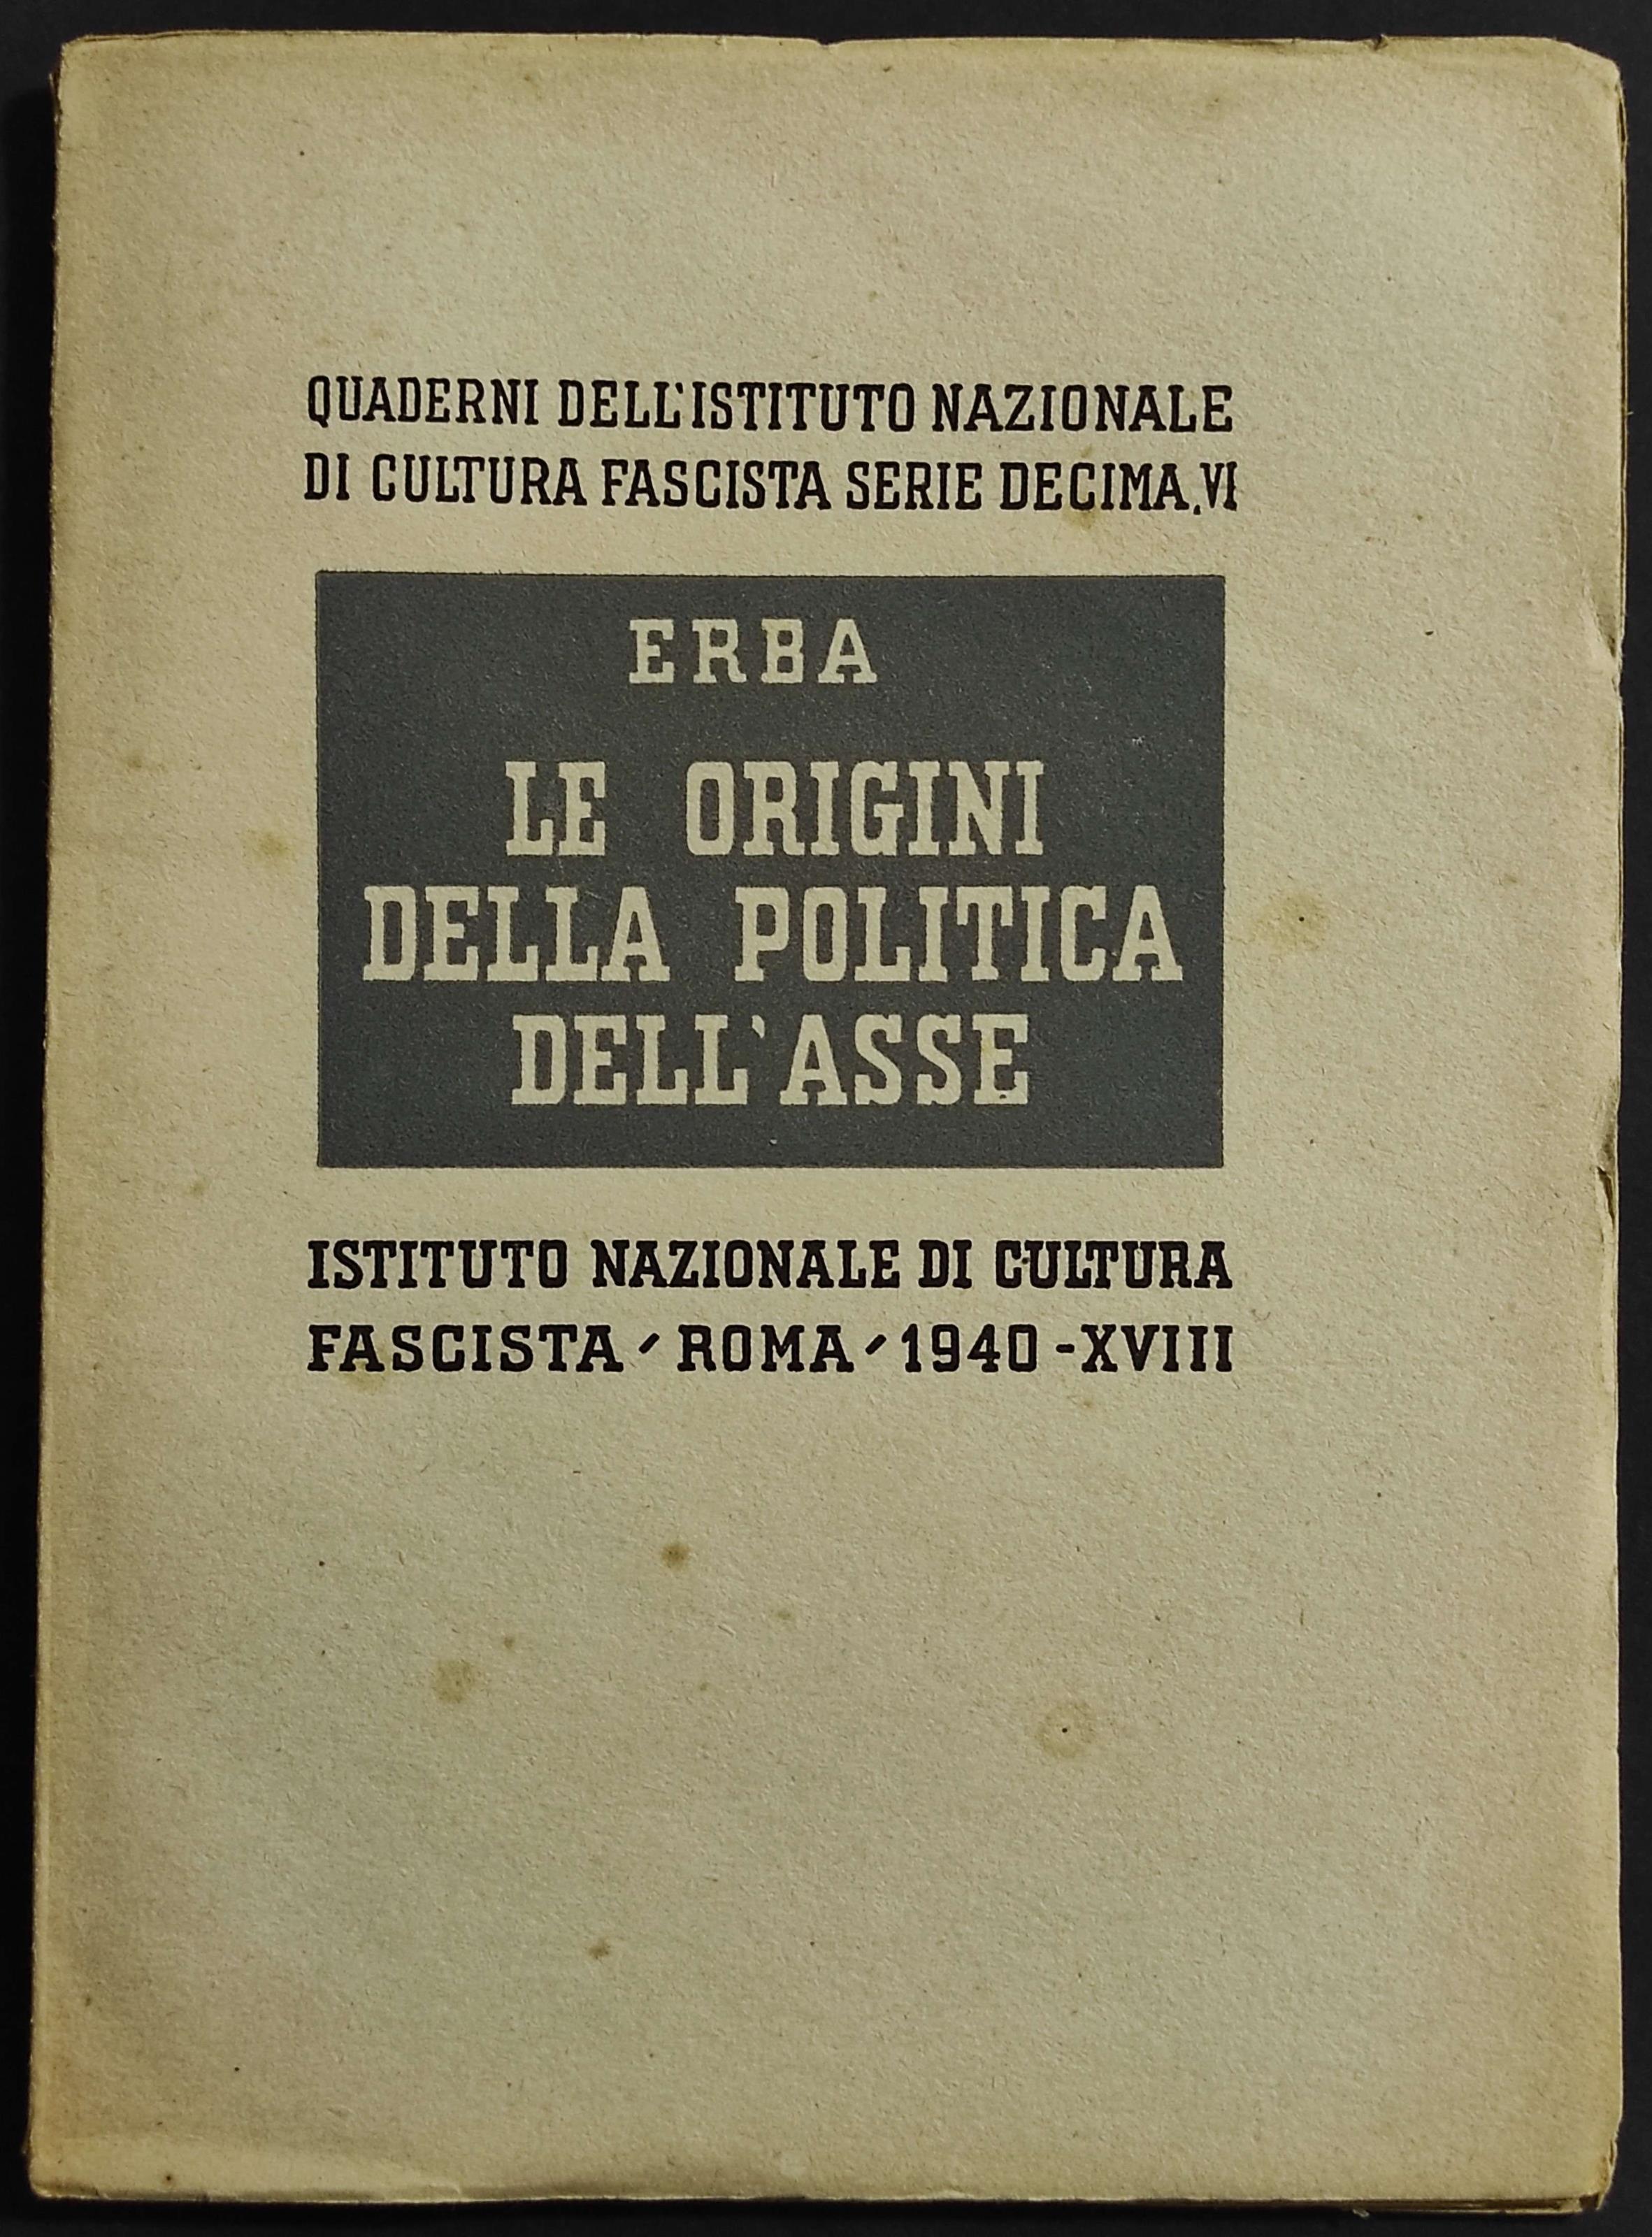 QUADERNI DELL'ISTITUTO NAZIONALE
DI CULTURA FASCISTA SERIE DECIMA.VI
ERBA
LE ORIGINI
DELLA POLITICA
DELL'ASSE
ISTITUTO NAZIONALE DI CULTURA
FASCISTA / ROMA / 1940 - XVIII